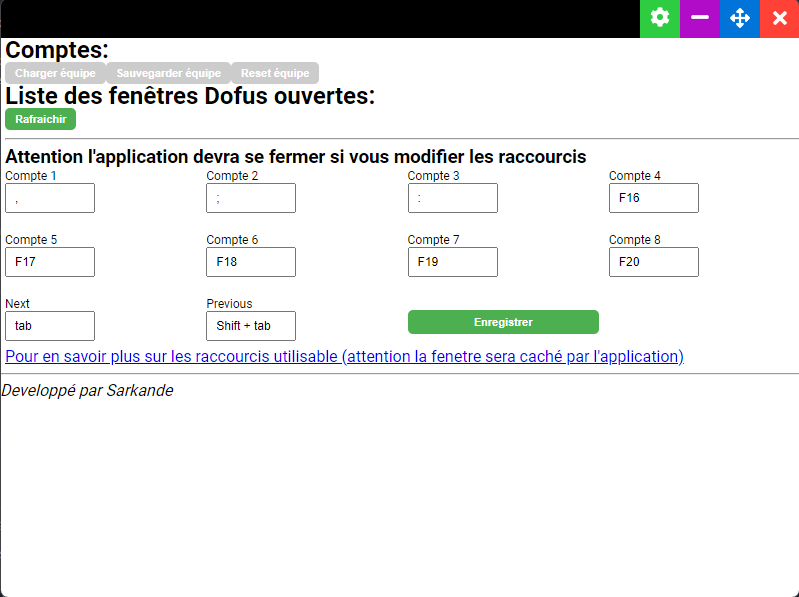 Comptes:
Charger équipe Sauvegarder équipe Reset équipe
Liste des fenêtres Dofus ouvertes:
Rafraichir
Attention l'application devra se fermer si vous modifier les raccourcis
Compte 1 Compte 2 Compte 3 Compte 4
, ; : F16
Compte 5 Compte 6 Compte 7 Compte 8
F17 F18 F19 F20
Next Previous
tab Shift + tab Enregistrer
Pour en savoir plus sur les raccourcis utilisable (attention la fenetre sera caché par l'application)
Developpé par Sarkande